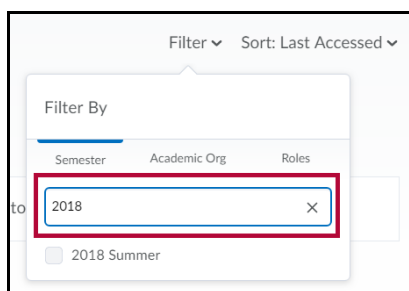 Filter Sort: Last Accessed
Filter By
Semester Academic Org Roles
to 2018
2018 Summer